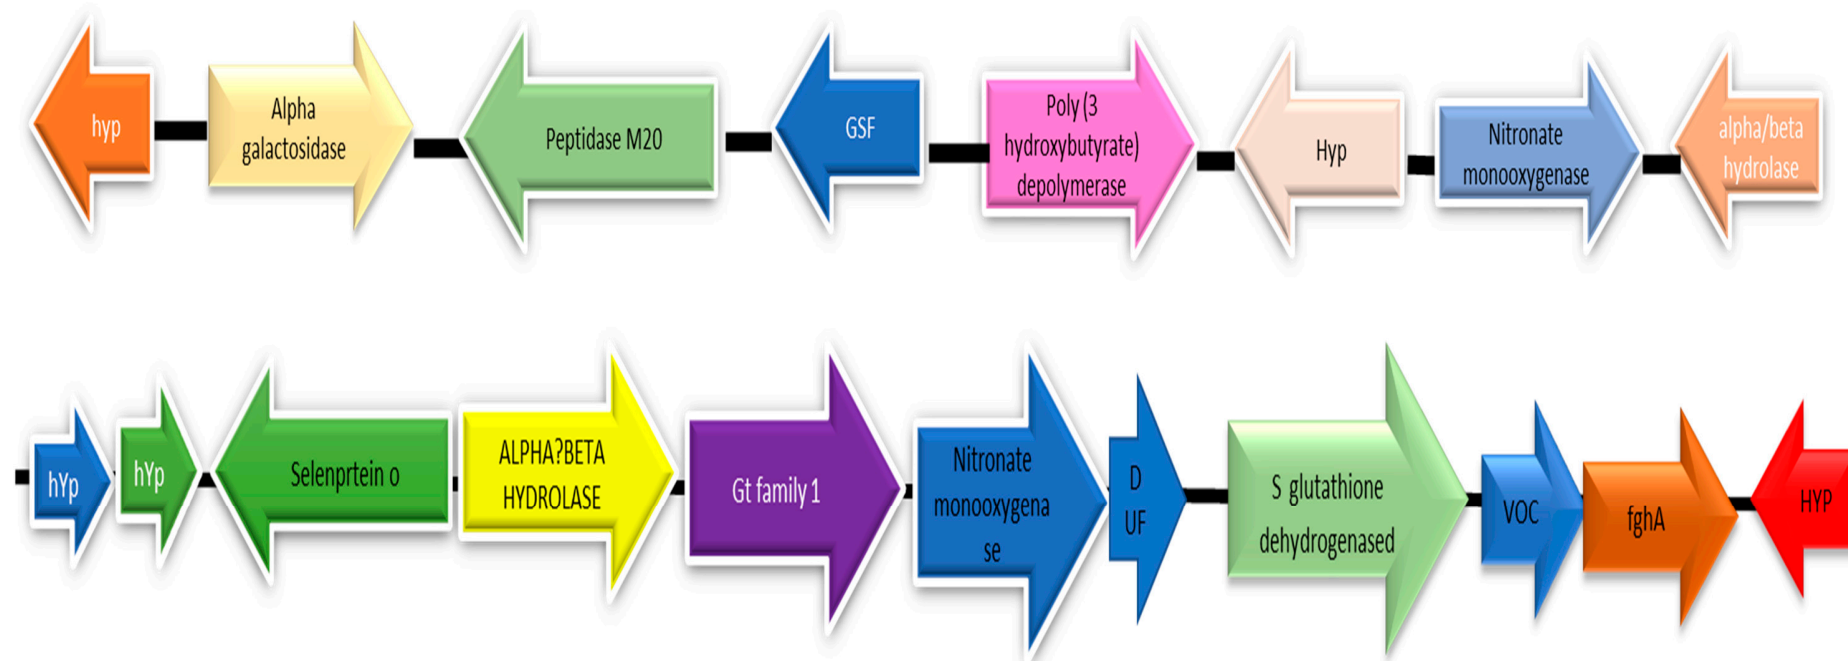 hyp
Alpha
galactosidase
Peptidase M20
GSF
Poly (3
hydroxybutyrate)
depolymerase
Hyp
Nitronate
monooxygenase
alpha/beta
hydrolase
hYp
hYp
Selenprtein o
ALPHA?BETA
HYDROLASE
Gt family 1
Nitronate
monooxygena
se
D
UF
S glutathione
dehydrogenased
VOC
fghA
HYP